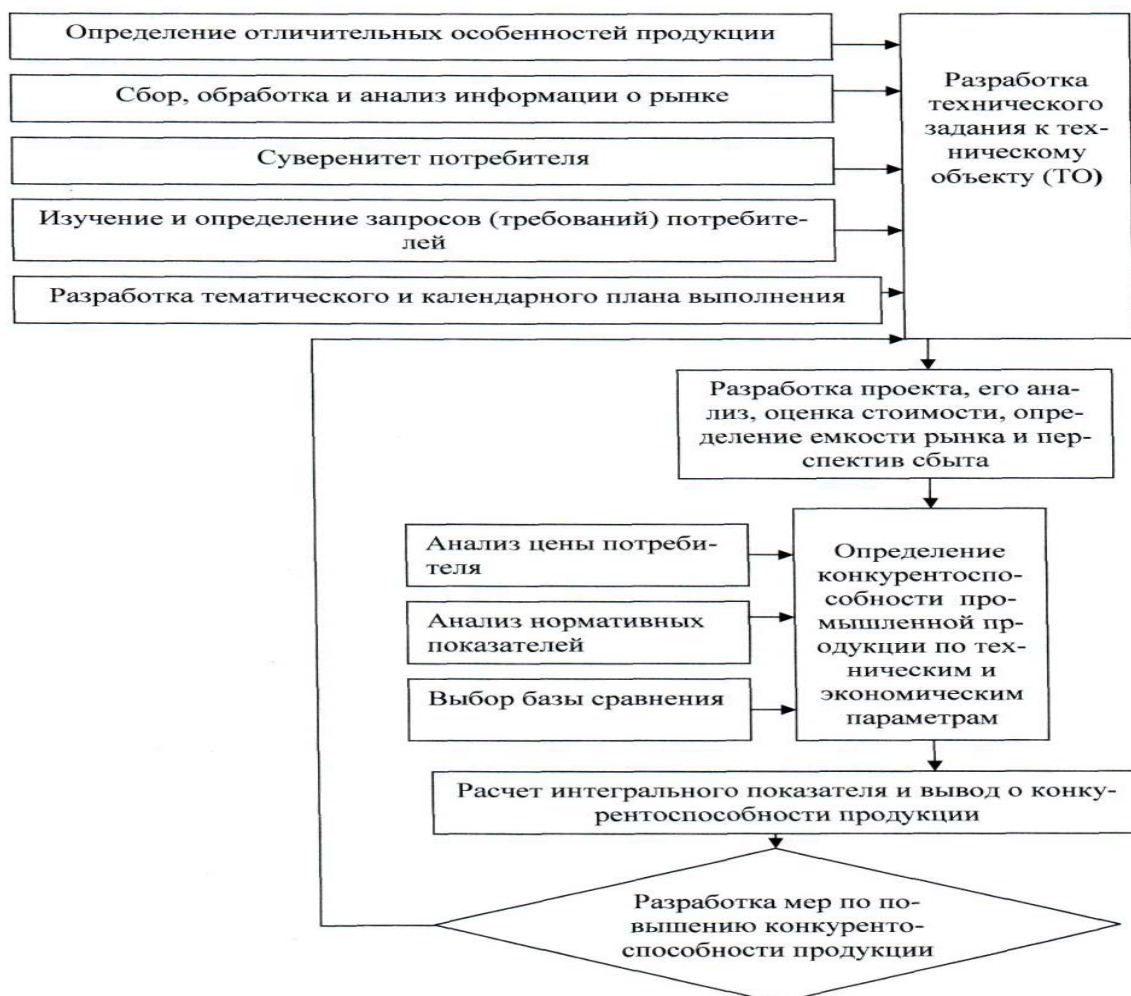 Определение отличительных особенностей продукции
Сбор, обработка и анализ информации о рынке
Суверенитет потребителя
Изучение и определение запросов (требований) потребите-
лей
Разработка тематического и календарного плана выполнения
Разработка
технического
задания к тех-
ническому
объекту (ТО)
Разработка проекта, его ана-
лиз, оценка стоимости, опре-
деление емкости рынка и пер-
спектив сбыта
Анализ цены потреби-
теля
Анализ нормативных
показателей
Выбор базы сравнения
Определение
конкурентоспо-
собности про-
мышленной пр-
одукции по тех-
ническим и
экономическим
параметрам
Расчет интегрального показателя и вывод о конку-
рентоспособности продукции
Разработка мер по по-
вышению конкуренто-
способности продукции